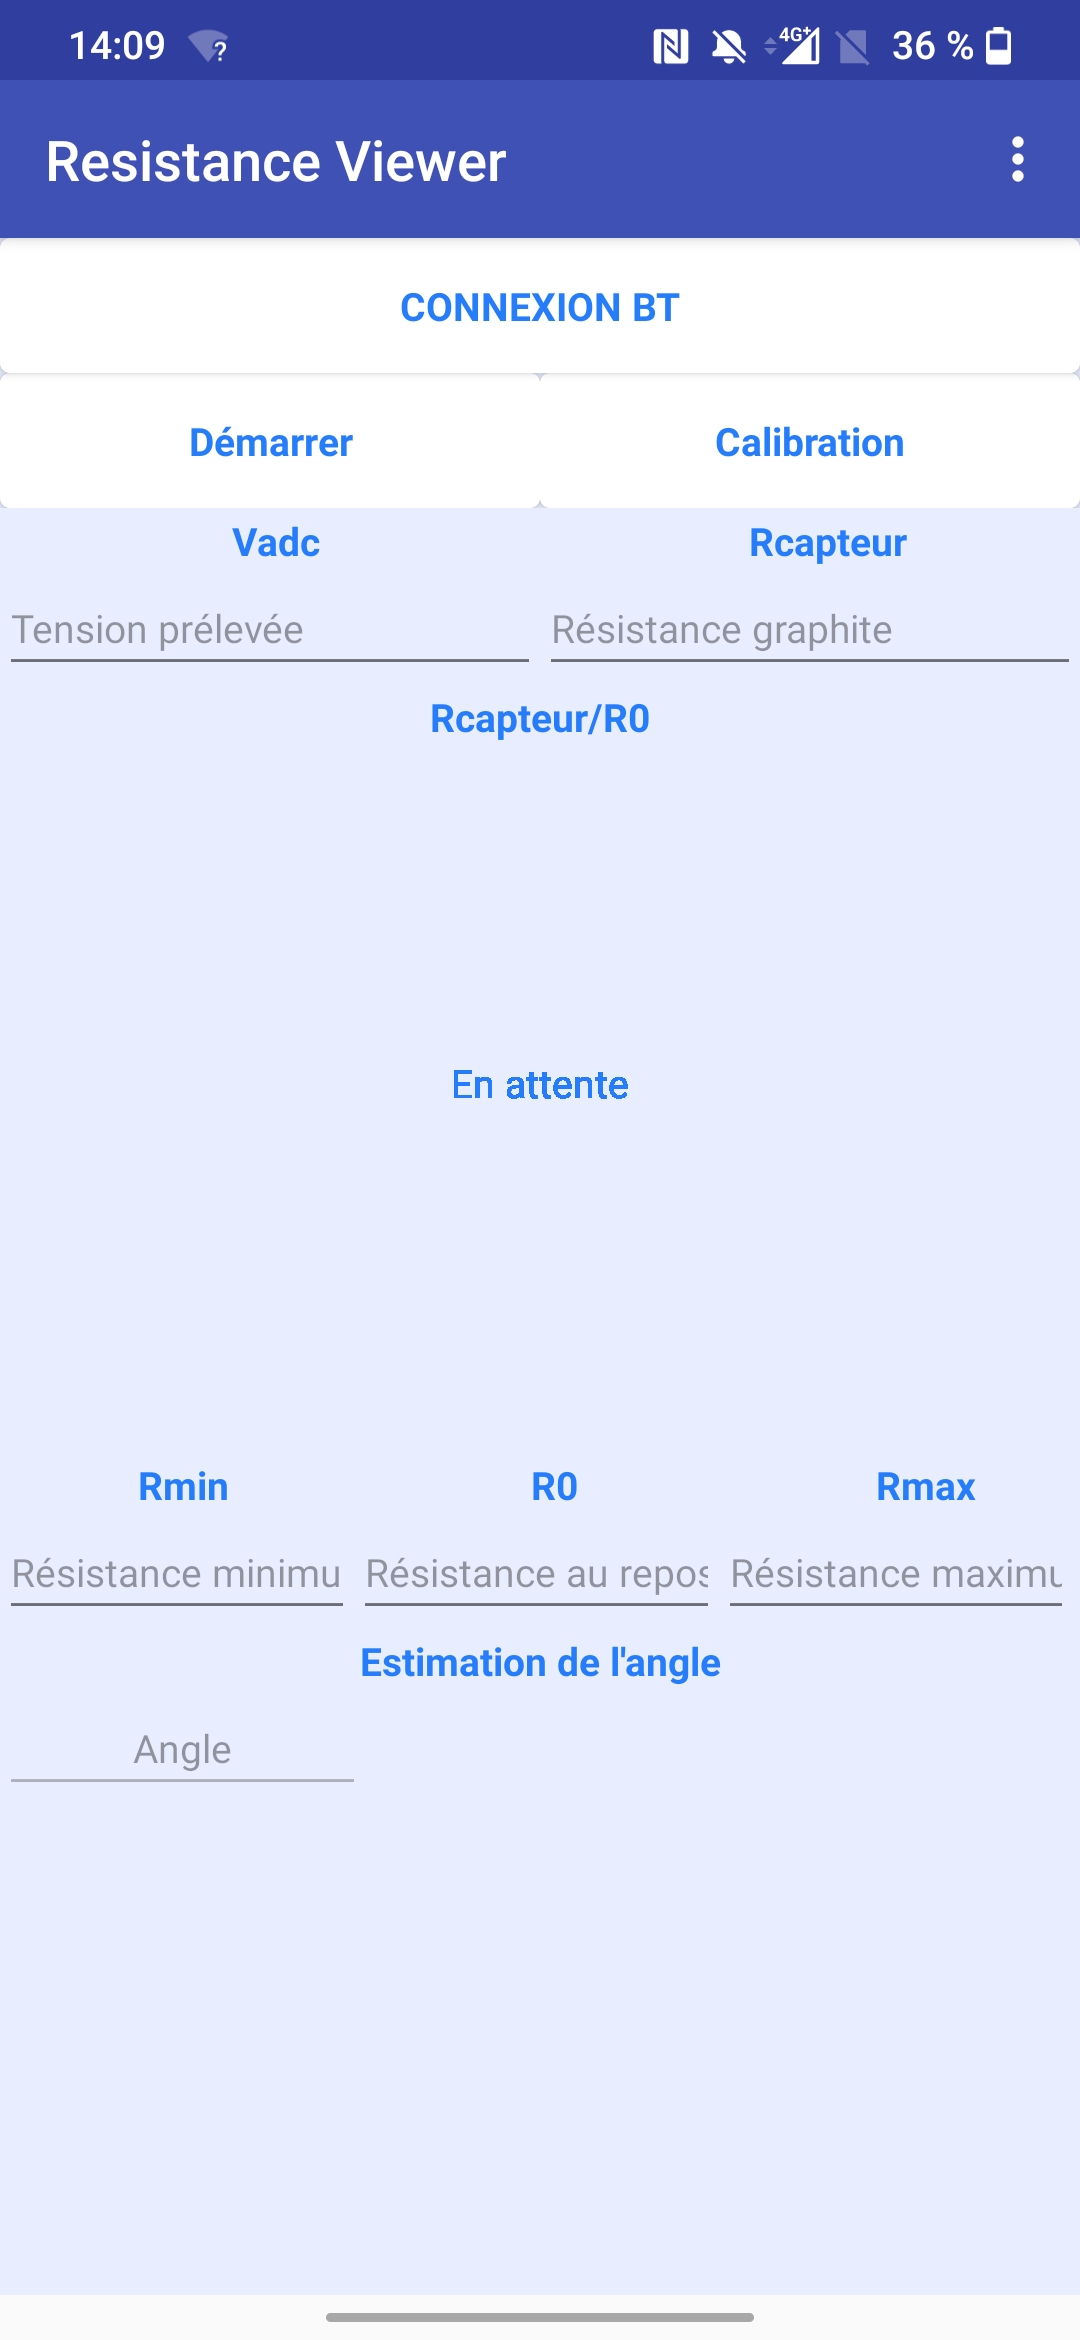 14:09 4G+ 36 %
Resistance Viewer
CONNEXION BT
Démarrer Calibration
Vadc Rcapteur
Tension prélevée Résistance graphite
Rcapteur/R0
En attente
Rmin R0 Rmax
Résistance minimu Résistance au repos Résistance maximu
Estimation de l'angle
Angle